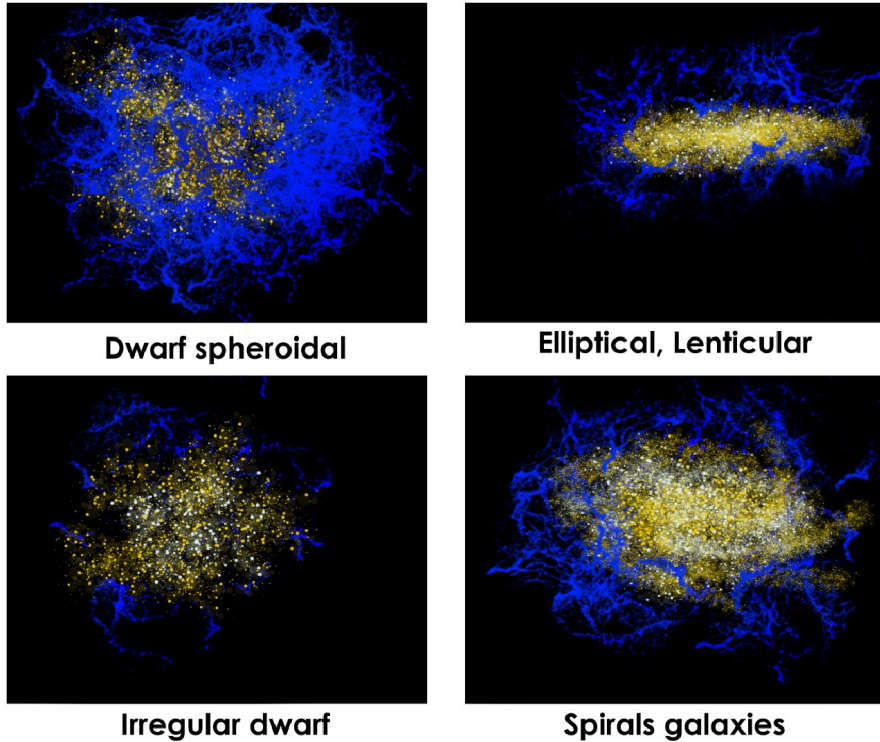 Dwarf spheroidal
Elliptical, Lenticular
Irregular dwarf
Spirals galaxies